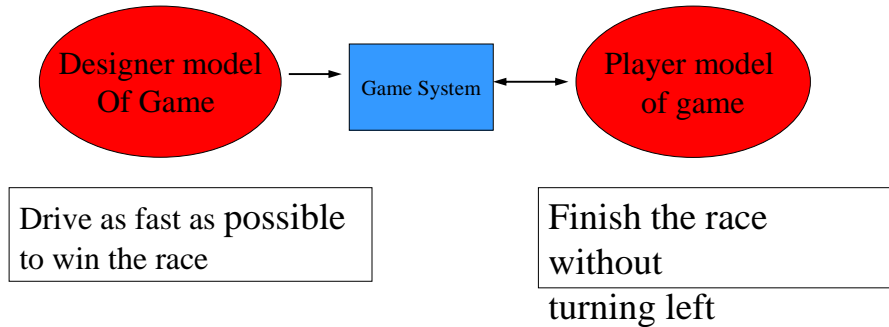 Designer model
Of Game
Game System
Player model
of game
Drive as fast as possible
to win the race
Finish the race
without
turning left